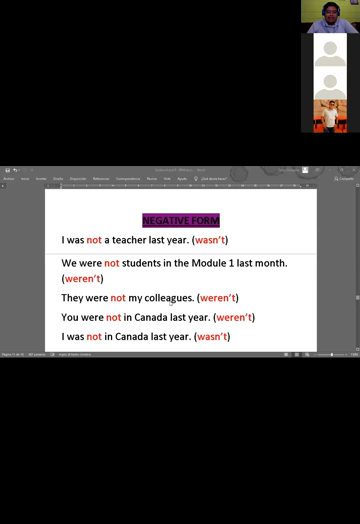 NEGATIVE FORM
I was not a teacher last year. (wasn't)
We were not students in the Module 1 last month.
(weren't)
They were not my colleagues. (weren't)
You were not in Canada last year. (weren't)
I was not in Canada last year. (wasn't)